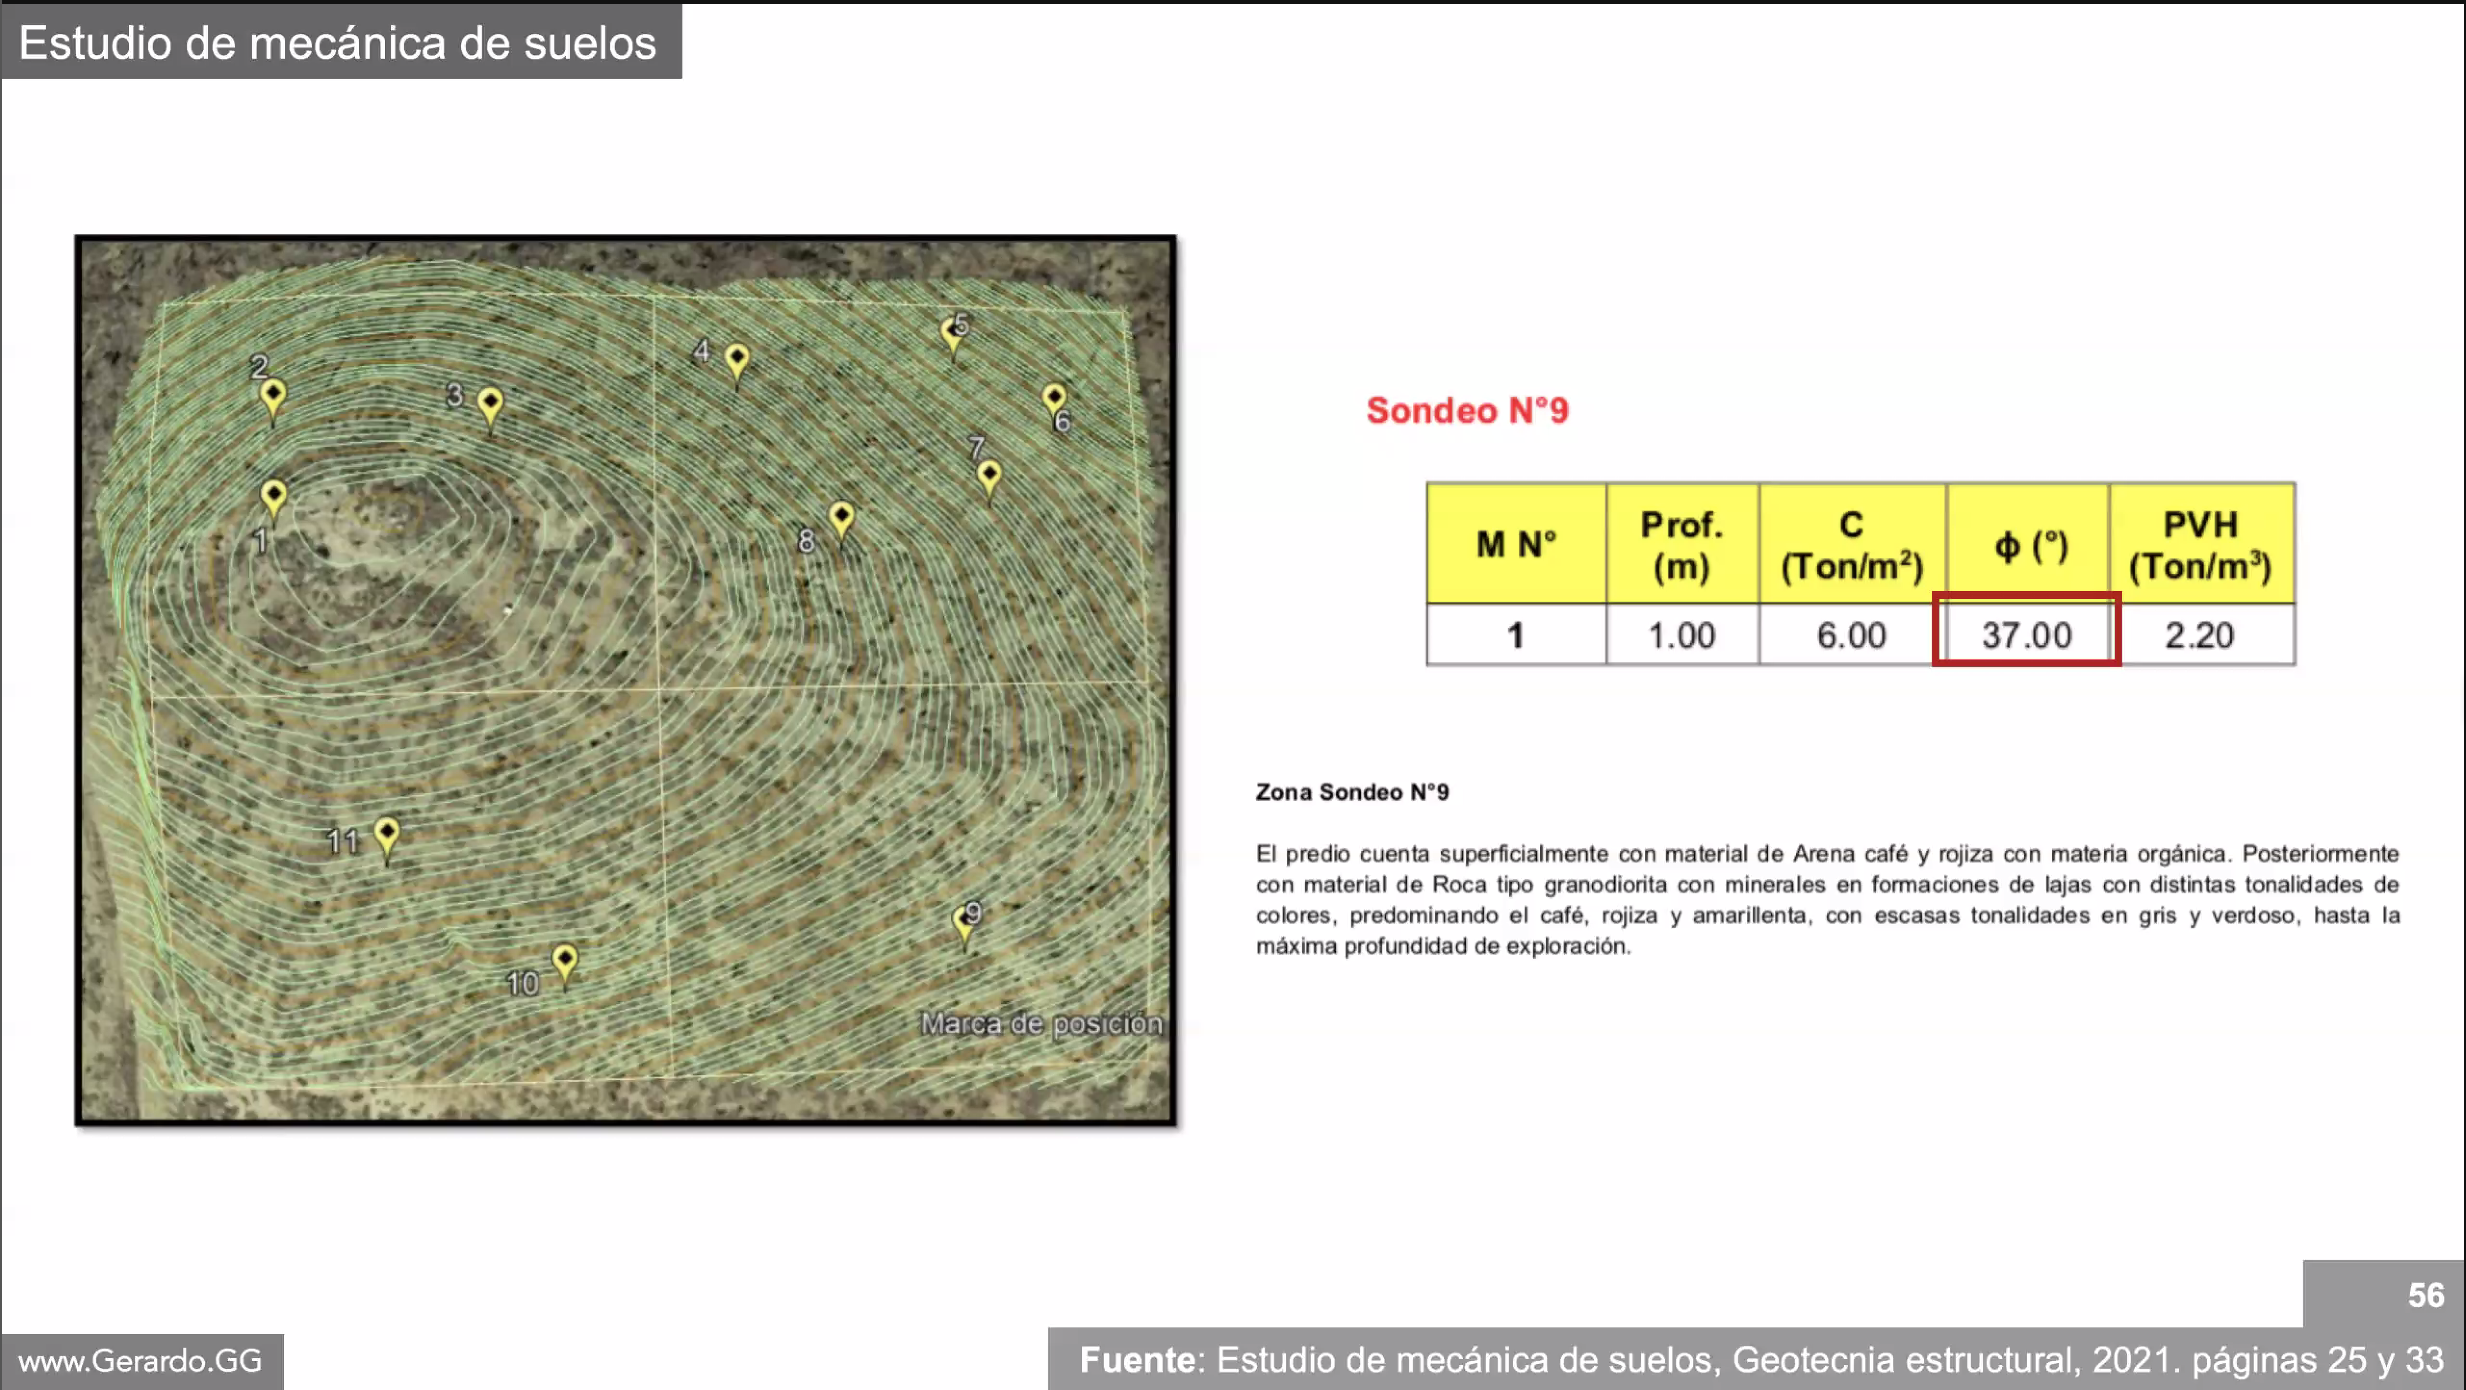 Estudio de mecánica de suelos
5
4
2
3
6
7
1
8
11
9
10
Marca de posición
Sondeo N°9
M N° Prof. (m) C (Ton/m²) ϕ (°) PVH (Ton/m³)
1 1.00 6.00 37.00 2.20
Zona Sondeo N°9
El predio cuenta superficialmente con material de Arena café y rojiza con materia orgánica. Posteriormente
con material de Roca tipo granodiorita con minerales en formaciones de lajas con distintas tonalidades de
colores, predominando el café, rojiza y amarillenta, con escasas tonalidades en gris y verdoso, hasta la
máxima profundidad de exploración.
56
www.Gerardo.GG
Fuente: Estudio de mecánica de suelos, Geotecnia estructural, 2021. páginas 25 y 33